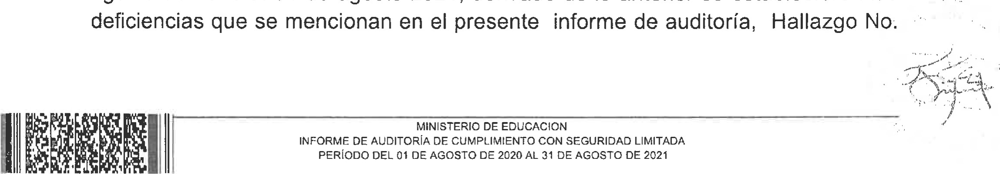 deficiencias que se mencionan en el presente informe de auditoría, Hallazgo No.
MINISTERIO DE EDUCACION
INFORME DE AUDITORÍA DE CUMPLIMIENTO CON SEGURIDAD LIMITADA
PERÍODO DEL 01 DE AGOSTO DE 2020 AL 31 DE AGOSTO DE 2021